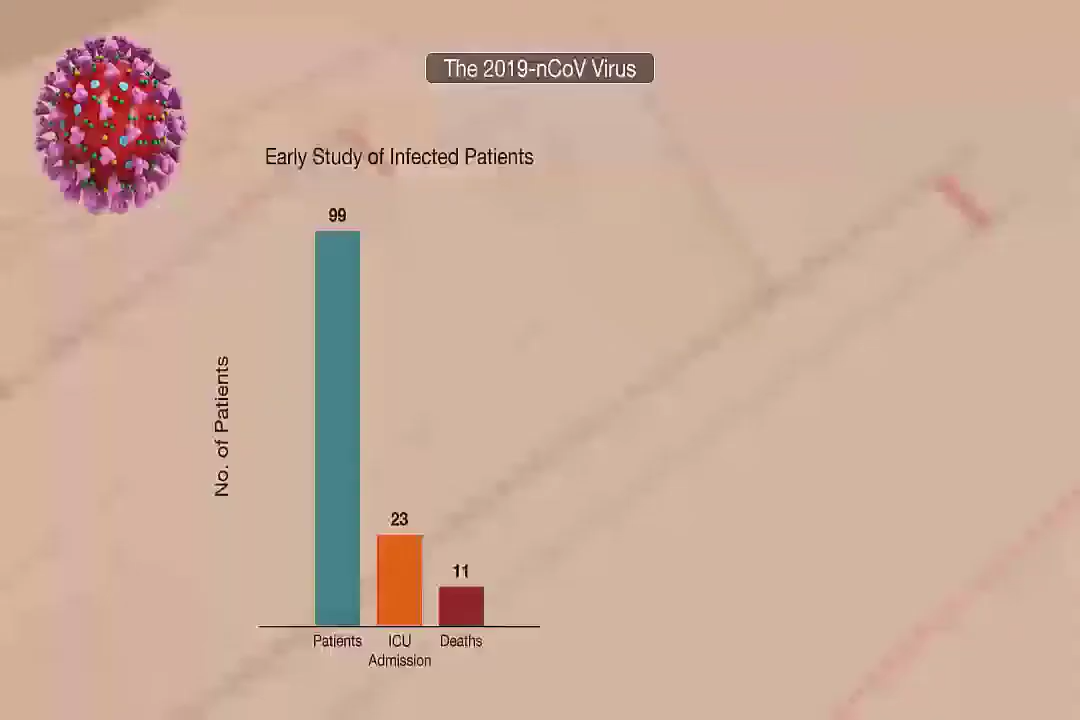 The 2019-nCoV Virus
Early Study of Infected Patients
99
No. of Patients
23
11
Patients
ICU
Admission
Deaths